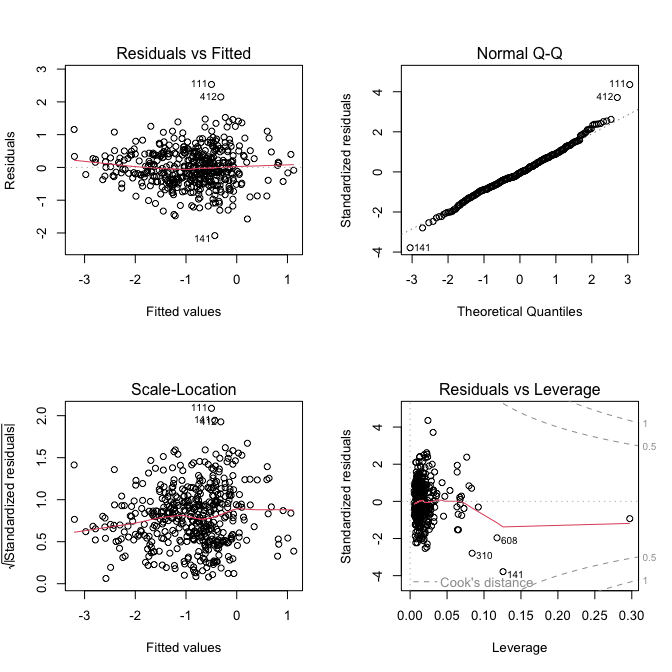 Residuals vs Fitted
Residuals
3
2
1
0
-1
-2
111
412
141
-3 -2 -1 0 1
Fitted values
Normal Q-Q
Standardized residuals
4
2
0
-2
-4
111
412
141
-3 -2 -1 0 1 2 3
Theoretical Quantiles
Scale-Location
√|Standardized residuals|
2.0
1.5
1.0
0.5
0.0
111
141
412
-3 -2 -1 0 1
Fitted values
Residuals vs Leverage
Standardized residuals
4
2
0
-2
-4
1
0.5
0.5
1
608
310
141
Cook's distance
0.00 0.05 0.10 0.15 0.20 0.25 0.30
Leverage